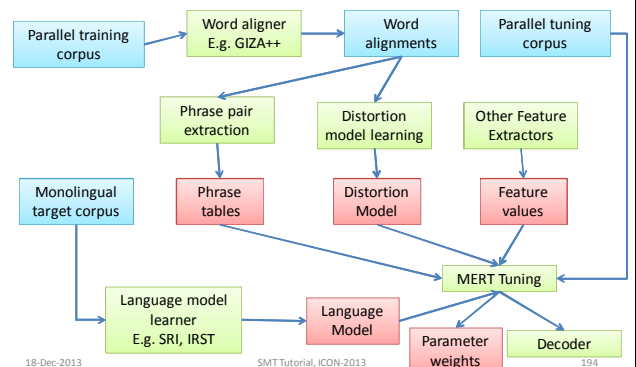 Parallel training
corpus
Word aligner
E.g. GIZA++
Word
alignments
Parallel tuning
corpus
Phrase pair
extraction
Distortion
model learning
Other Feature
Extractors
Monolingual
target corpus
Phrase
tables
Distortion
Model
Feature
values
MERT Tuning
Language model
learner
E.g. SRI, IRST
Language
Model
Parameter
weights
Decoder
18-Dec-2013
SMT Tutorial, ICON-2013
194